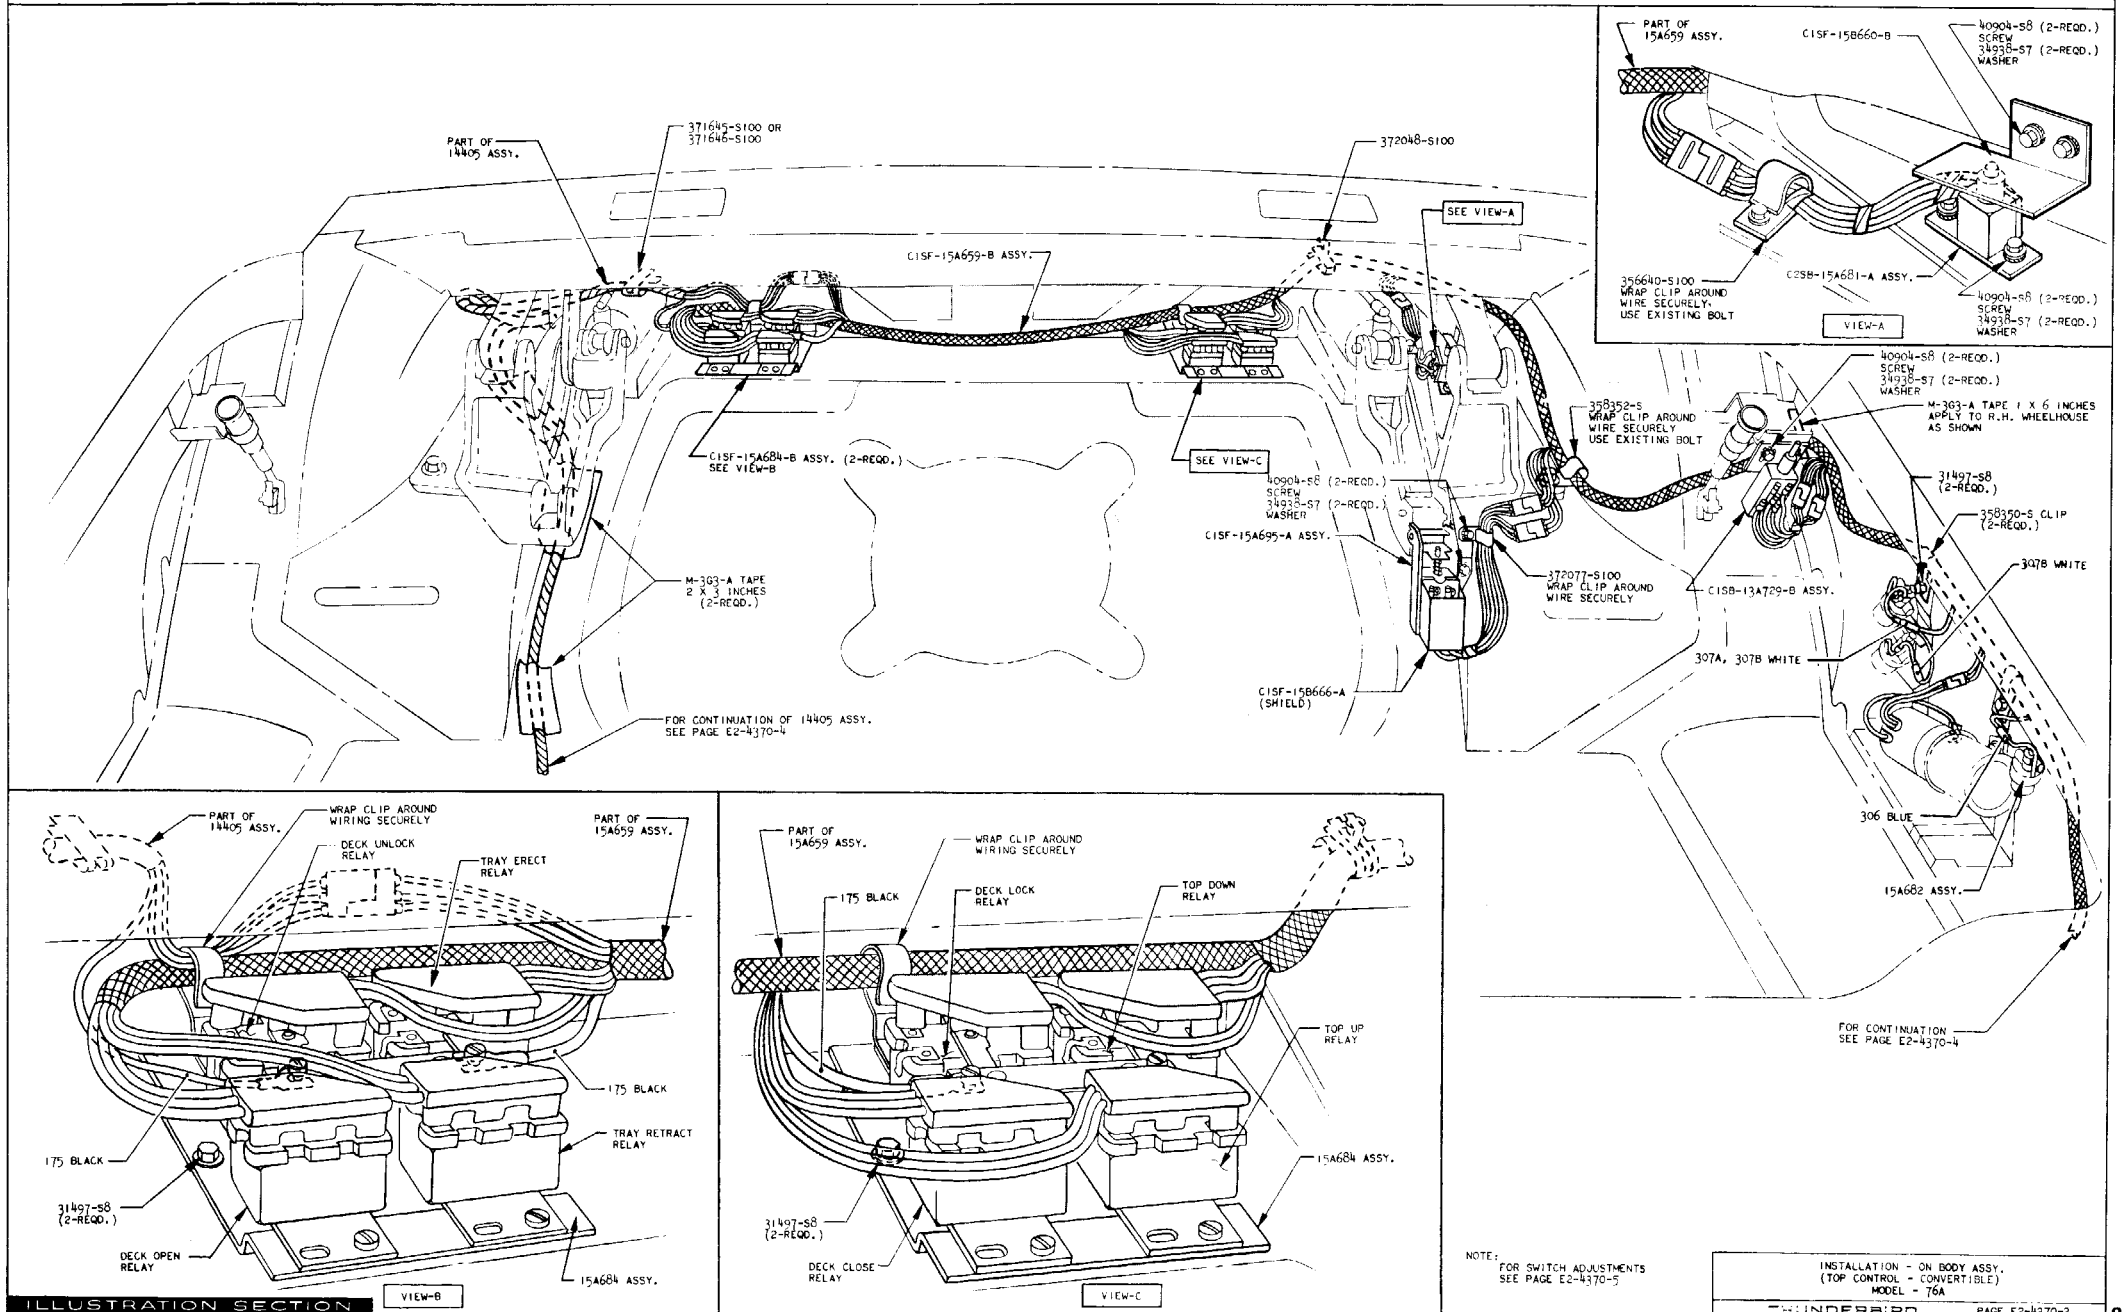 PART OF
15A659 ASSY.
C1SF-15B660-B
40904-S8 (2-REQD.)
SCREW
34938-S7 (2-REQD.)
WASHER
356640-S100
WRAP CLIP AROUND
WIRE SECURELY
USE EXISTING BOLT
C2SB-15A681-A ASSY.
40904-S8 (2-REQD.)
SCREW
34938-S7 (2-REQD.)
WASHER
VIEW-A
PART OF
14405 ASSY.
371645-S100 OR
371646-S100
372048-S100
SEE VIEW-A
C1SF-15A659-B ASSY.
C1SF-15A684-B ASSY. (2-REQD.)
SEE VIEW-B
SEE VIEW-C
40904-S8 (2-REQD.)
SCREW
34938-S7 (2-REQD.)
WASHER
C1SF-15A695-A ASSY.
358352-S
WRAP CLIP AROUND
WIRE SECURELY
USE EXISTING BOLT
40904-S8 (2-REQD.)
SCREW
34938-S7 (2-REQD.)
WASHER
M-3G3-A TAPE 1 X 6 INCHES
APPLY TO R.H. WHEELHOUSE
AS SHOWN
31497-S8
(2-REQD.)
358350-S CLIP
(2-REQD.)
307B WHITE
372077-S100
WRAP CLIP AROUND
WIRE SECURELY
C1SB-13A729-B ASSY.
307A, 307B WHITE
M-3G3-A TAPE
2 X 3 INCHES
(2-REQD.)
C1SF-15B666-A
(SHIELD)
FOR CONTINUATION OF 14405 ASSY.
SEE PAGE E2-4370-4
306 BLUE
15A682 ASSY.
FOR CONTINUATION
SEE PAGE E2-4370-4
PART OF
14405 ASSY.
WRAP CLIP AROUND
WIRING SECURELY
DECK UNLOCK
RELAY
TRAY ERECT
RELAY
PART OF
15A659 ASSY.
175 BLACK
175 BLACK
TRAY RETRACT
RELAY
31497-S8
(2-REQD.)
DECK OPEN
RELAY
15A684 ASSY.
VIEW-B
PART OF
15A659 ASSY.
WRAP CLIP AROUND
WIRING SECURELY
175 BLACK
DECK LOCK
RELAY
TOP DOWN
RELAY
TOP UP
RELAY
15A684 ASSY.
31497-S8
(2-REQD.)
DECK CLOSE
RELAY
VIEW-C
NOTE:
FOR SWITCH ADJUSTMENTS
SEE PAGE E2-4370-5
INSTALLATION - ON BODY ASSY.
(TOP CONTROL - CONVERTIBLE)
MODEL - 76A
THUNDERBIRD
ILLUSTRATION SECTION